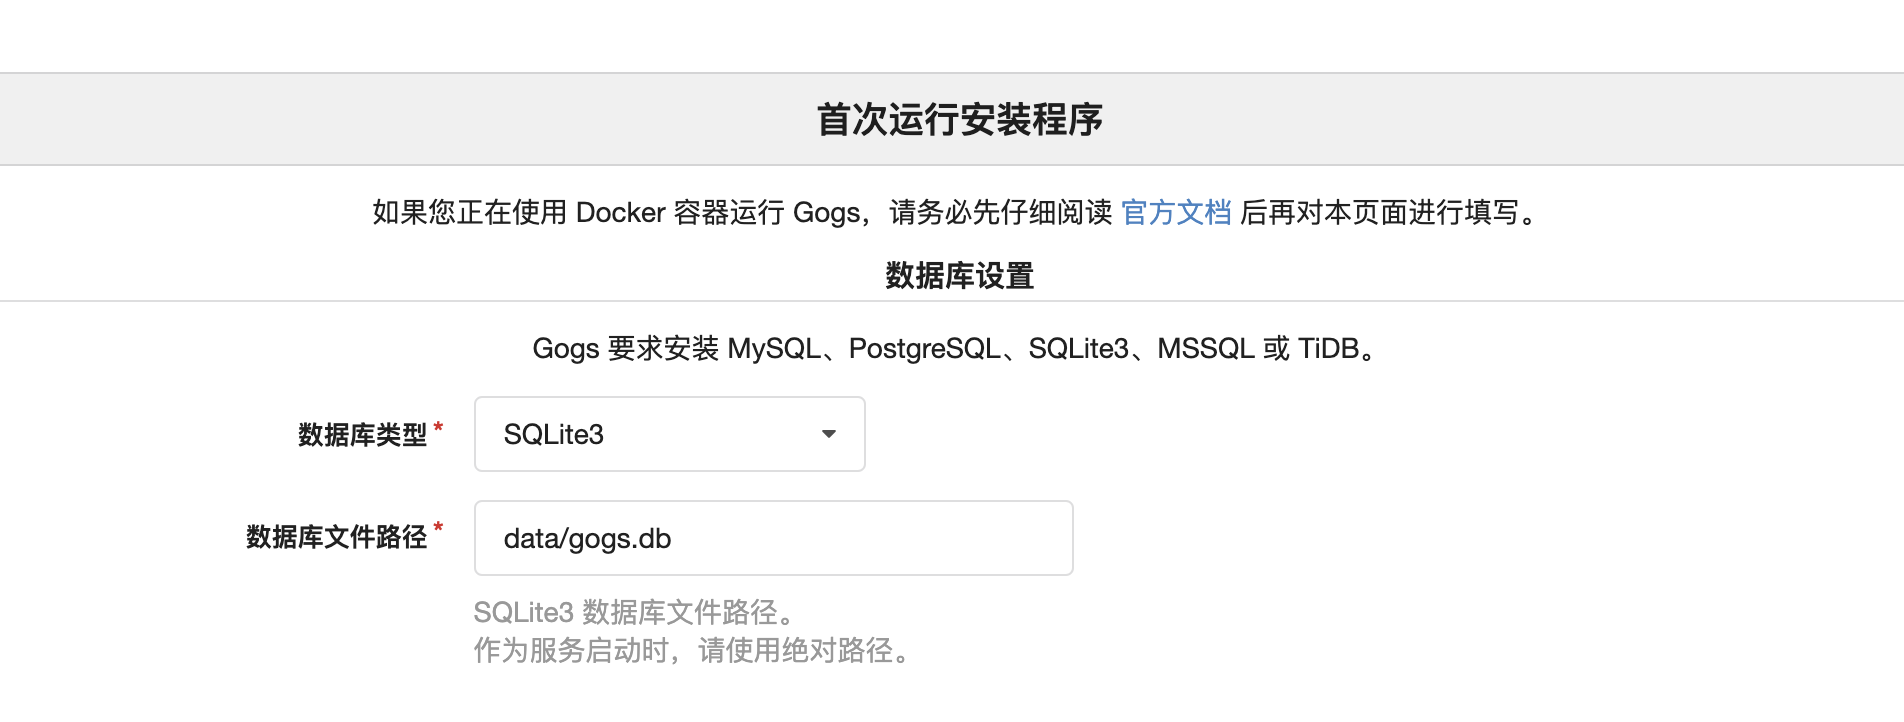 首次运行安装程序
如果您正在使用 Docker 容器运行 Gogs，请务必先仔细阅读 官方文档 后再对本页面进行填写。
数据库设置
Gogs 要求安装 MySQL、PostgreSQL、SQLite3、MSSQL 或 TiDB。
数据库类型* SQLite3
数据库文件路径* data/gogs.db
SQLite3 数据库文件路径。
作为服务启动时，请使用绝对路径。